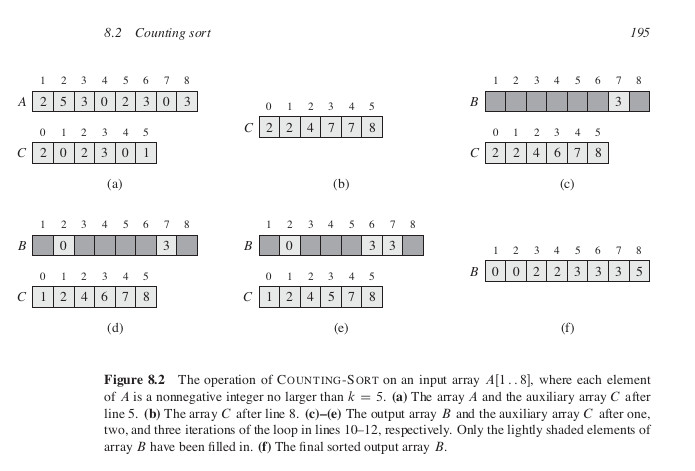 8.2 Counting sort 195
1 2 3 4 5 6 7 8
A 2 5 3 0 2 3 0 3
0 1 2 3 4 5
C 2 0 2 3 0 1
(a)
0 1 2 3 4 5
C 2 2 4 7 7 8
(b)
1 2 3 4 5 6 7 8
B 3
0 1 2 3 4 5
C 2 2 4 6 7 8
(c)
1 2 3 4 5 6 7 8
B 0 3
0 1 2 3 4 5
C 1 2 4 6 7 8
(d)
1 2 3 4 5 6 7 8
B 0 3 3
0 1 2 3 4 5
C 1 2 4 5 7 8
(e)
1 2 3 4 5 6 7 8
B 0 0 2 2 3 3 3 5
(f)
Figure 8.2 The operation of COUNTING-SORT on an input array A[1..8], where each element
of A is a nonnegative integer no larger than k = 5. (a) The array A and the auxiliary array C after
line 5. (b) The array C after line 8. (c)–(e) The output array B and the auxiliary array C after one,
two, and three iterations of the loop in lines 10–12, respectively. Only the lightly shaded elements of
array B have been filled in. (f) The final sorted output array B.